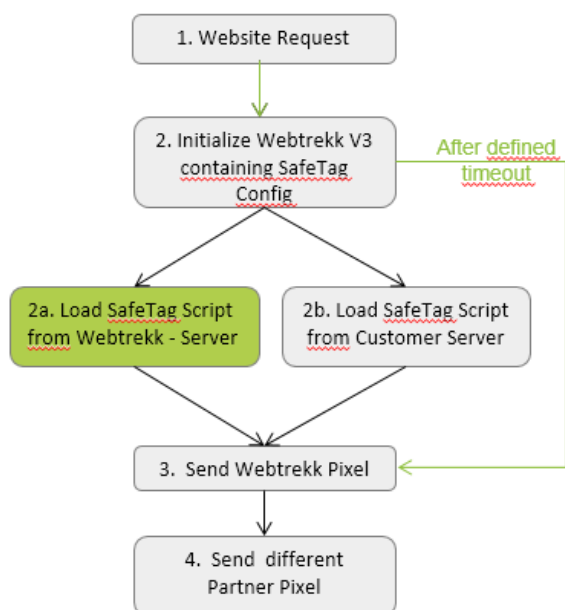 1. Website Request
2. Initialize Webtrekk V3
containing SafeTag
Config
After defined
timeout
2a. Load SafeTag Script
from Webtrekk - Server
2b. Load SafeTag Script
from Customer Server
3. Send Webtrekk Pixel
4. Send different
Partner Pixel